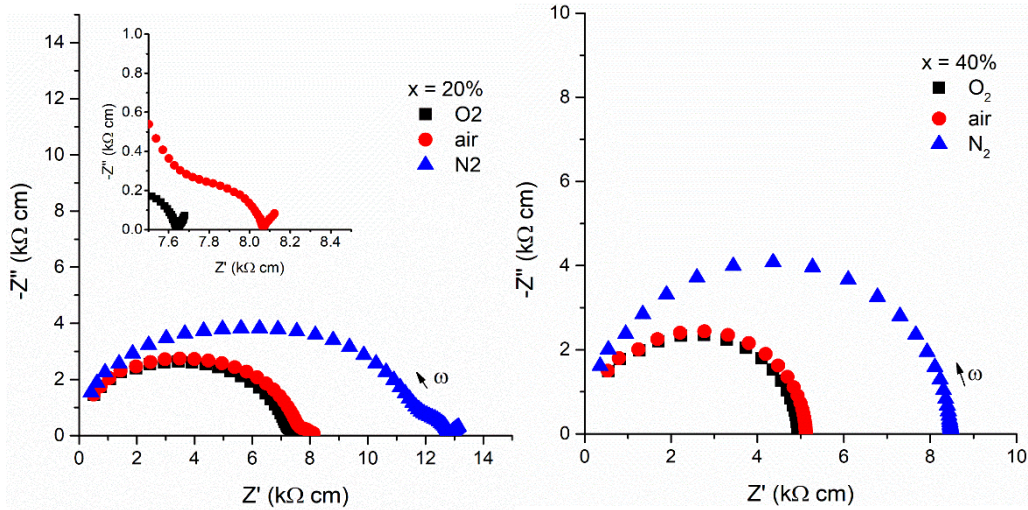 x = 20%
O2
air
N2
-Z'' (kΩ cm)
14
12
10
8
6
4
2
0
0 2 4 6 8 10 12 14
Z' (kΩ cm)
ω
-Z'' (kΩ cm)
1.0
0.8
0.6
0.4
0.2
0.0
7.6 7.8 8.0 8.2 8.4
Z' (kΩ cm)
x = 40%
O₂
air
N₂
-Z'' (kΩ cm)
10
8
6
4
2
0
0 2 4 6 8 10
Z' (kΩ cm)
ω